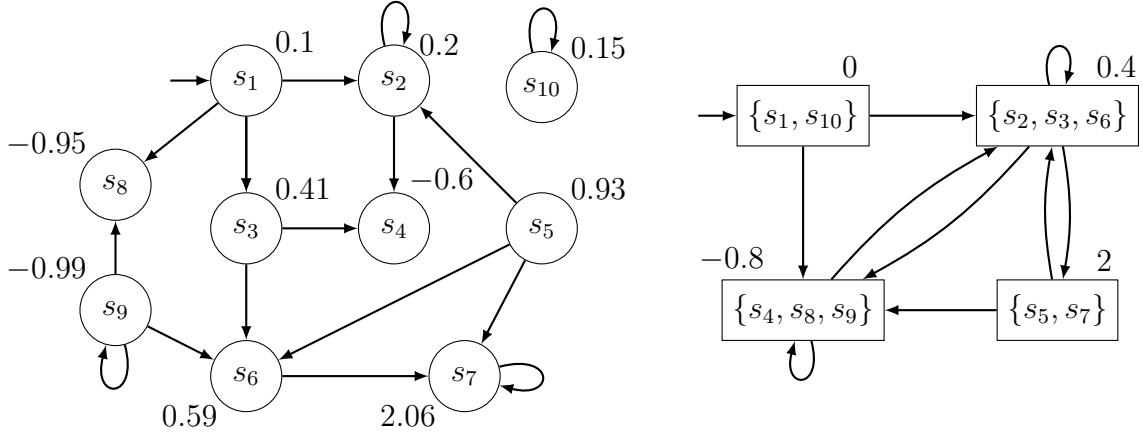 0.1
s₁
0.2
s₂
0.15
s₁₀
−0.95
s₈
0.41
s₃
−0.6
s₄
0.93
s₅
−0.99
s₉
0.59
s₆
2.06
s₇
0
{s₁, s₁₀}
0.4
{s₂, s₃, s₆}
−0.8
{s₄, s₈, s₉}
2
{s₅, s₇}